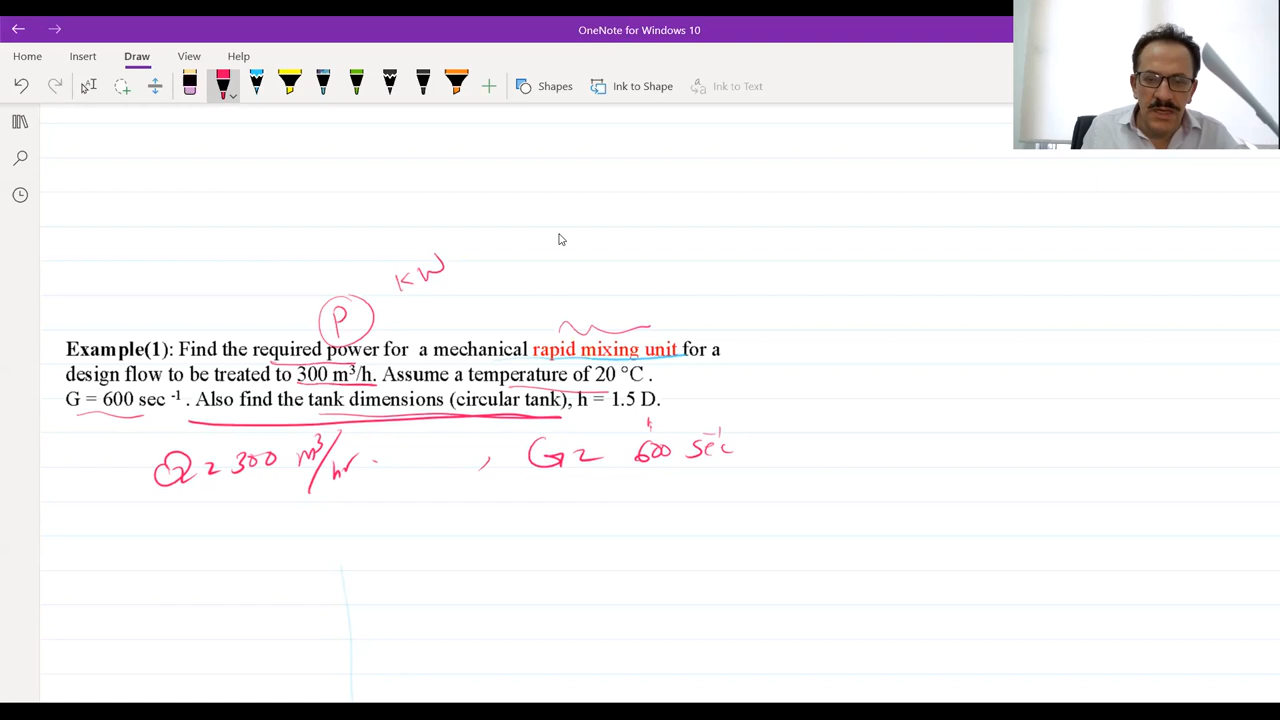 OneNote for Windows 10
Home Insert Draw View Help
Shapes Ink to Shape Ink to Text
KW
P
Example(1): Find the required power for a mechanical rapid mixing unit for a
design flow to be treated to 300 m³/h. Assume a temperature of 20 °C .
G = 600 sec ⁻¹ . Also find the tank dimensions (circular tank), h = 1.5 D.
Q = 300 m³/hr . , G = 600 sec⁻¹